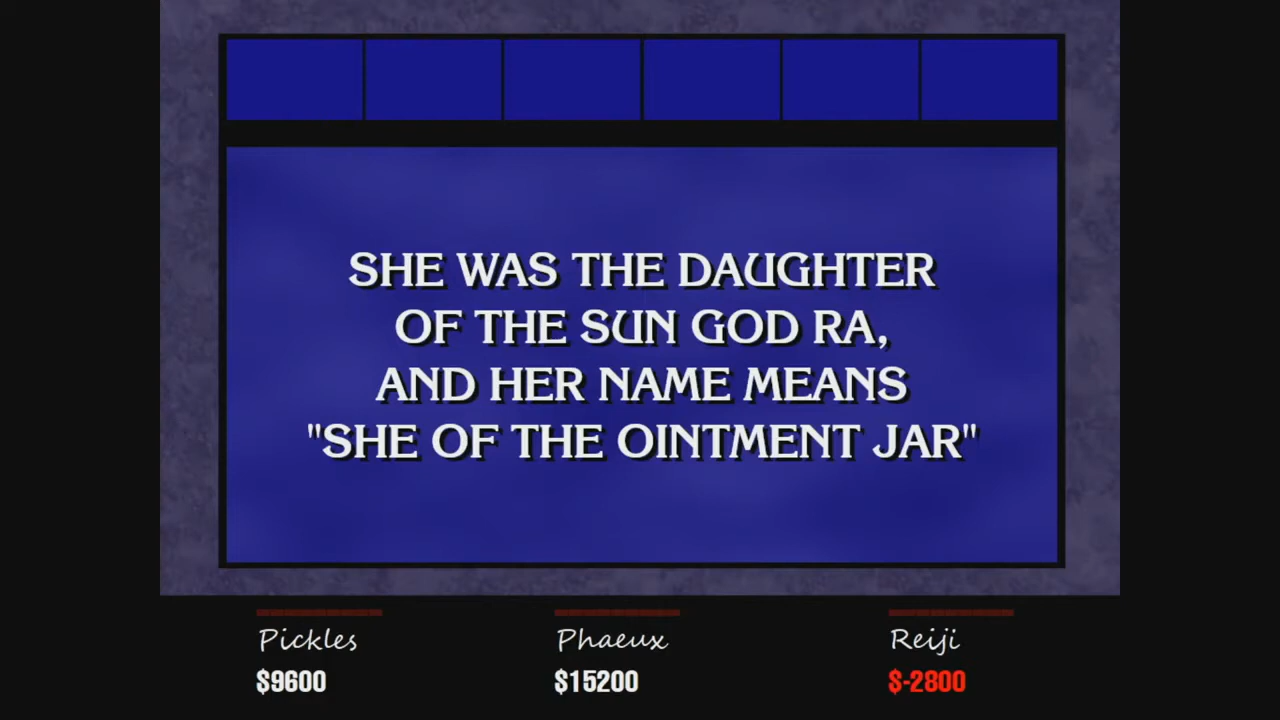 SHE WAS THE DAUGHTER
OF THE SUN GOD RA,
AND HER NAME MEANS
"SHE OF THE OINTMENT JAR"
Pickles Phaeux Reiji
$9600 $15200 $-2800